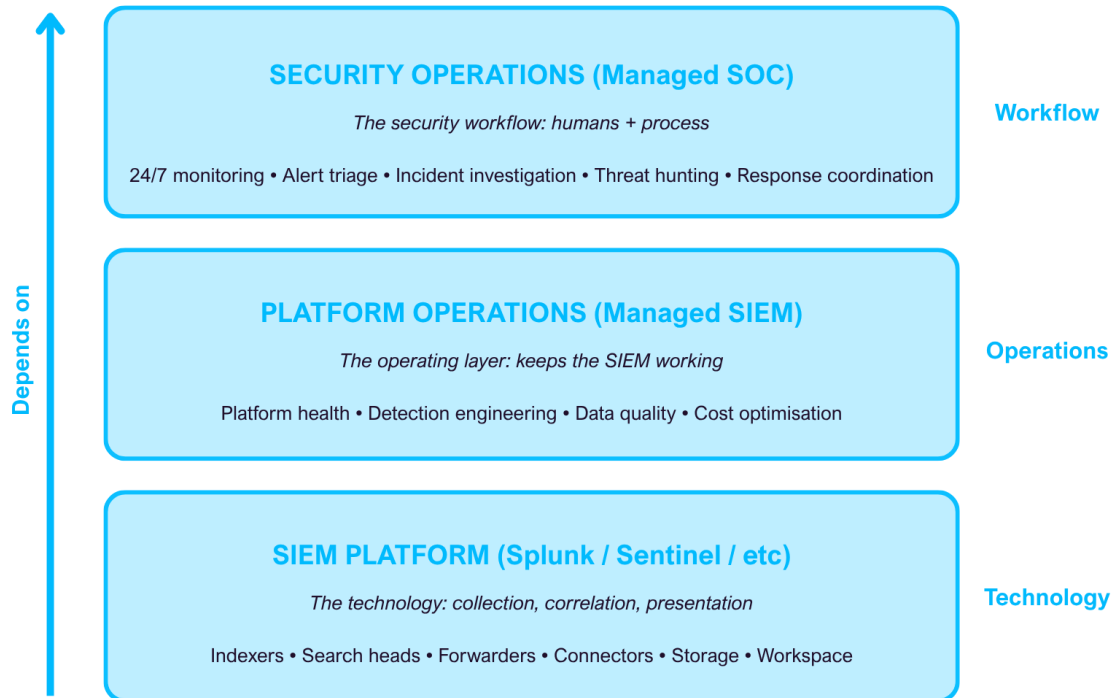 SECURITY OPERATIONS (Managed SOC)
The security workflow: humans + process
24/7 monitoring • Alert triage • Incident investigation • Threat hunting • Response coordination
Workflow
PLATFORM OPERATIONS (Managed SIEM)
The operating layer: keeps the SIEM working
Platform health • Detection engineering • Data quality • Cost optimisation
Operations
Depends on
SIEM PLATFORM (Splunk / Sentinel / etc)
The technology: collection, correlation, presentation
Indexers • Search heads • Forwarders • Connectors • Storage • Workspace
Technology